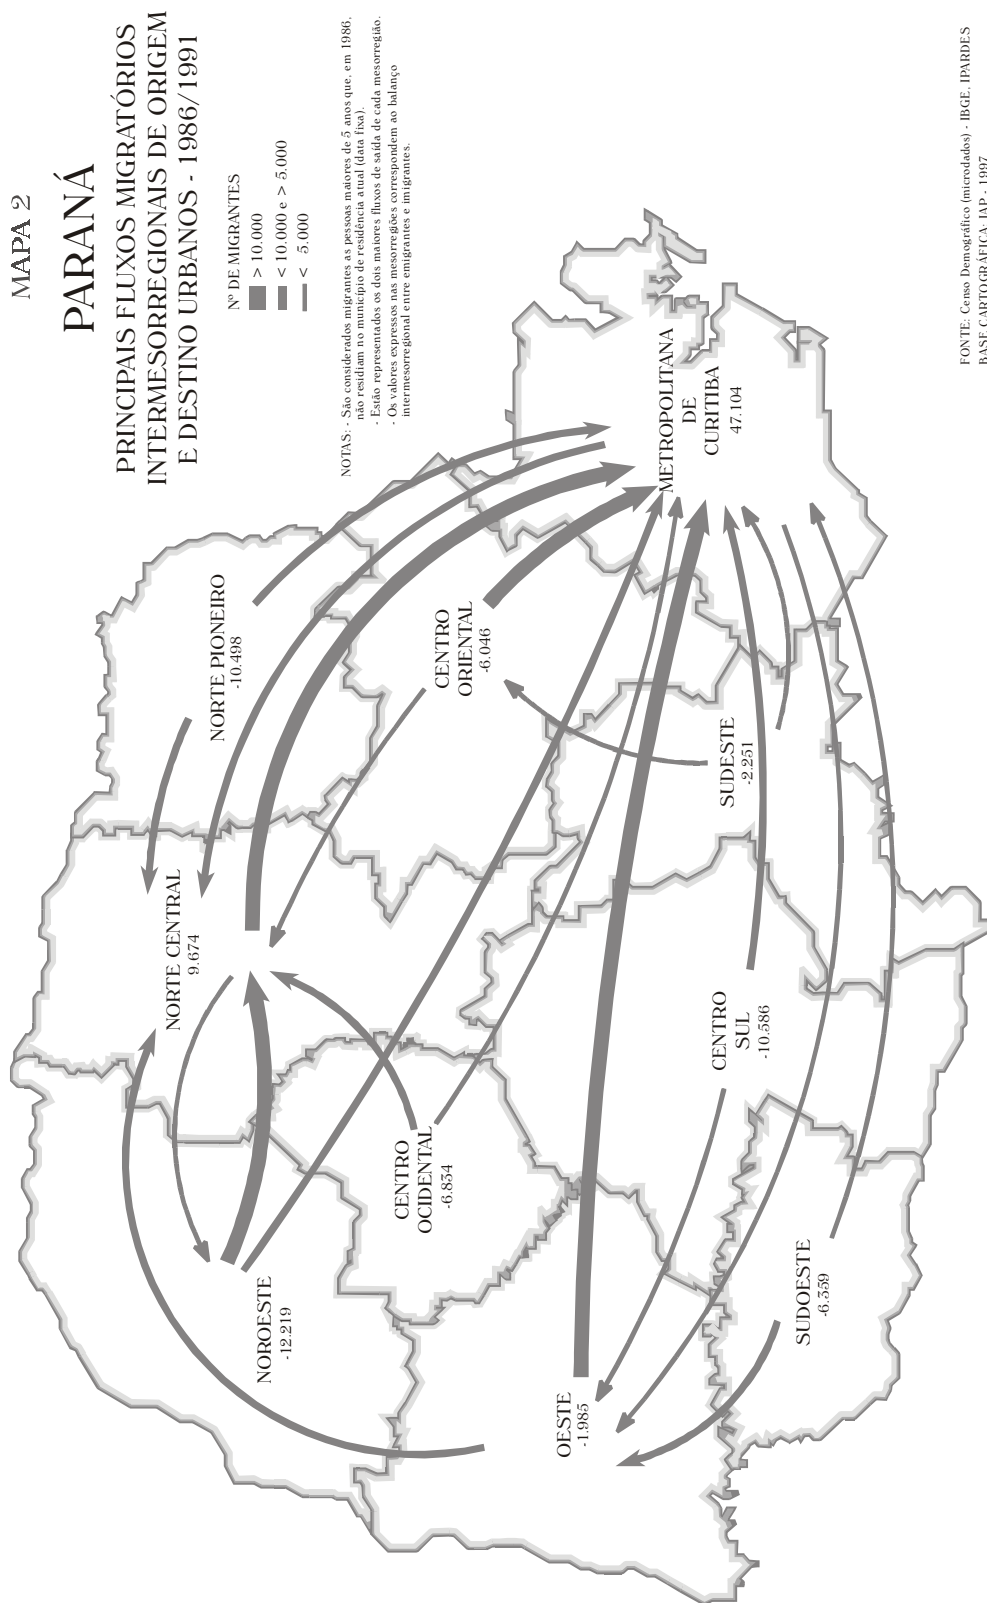 MAPA 2
PARANÁ
PRINCIPAIS FLUXOS MIGRATÓRIOS
INTERMESORREGIONAIS DE ORIGEM
E DESTINO URBANOS - 1986/1991
Nº DE MIGRANTES
> 10.000
< 10.000 e > 5.000
< 5.000
NOTAS: - São considerados migrantes as pessoas maiores de 5 anos que, em 1986,
não residiam no município de residência atual (data fixa).
- Estão representados os dois maiores fluxos de saída de cada mesorregião.
- Os valores expressos nas mesorregiões correspondem ao balanço
intermesorregional entre emigrantes e imigrantes.
NORTE PIONEIRO
-10.498
NORTE CENTRAL
9.674
NOROESTE
-12.219
CENTRO
OCIDENTAL
-6.834
CENTRO
ORIENTAL
-6.046
METROPOLITANA
DE
CURITIBA
47.104
OESTE
-1.985
CENTRO
SUL
-10.586
SUDESTE
-2.251
SUDOESTE
-6.359
FONTE: Censo Demográfico (microdados) - IBGE, IPARDES
BASE CARTOGRÁFICA: IAP - 1997